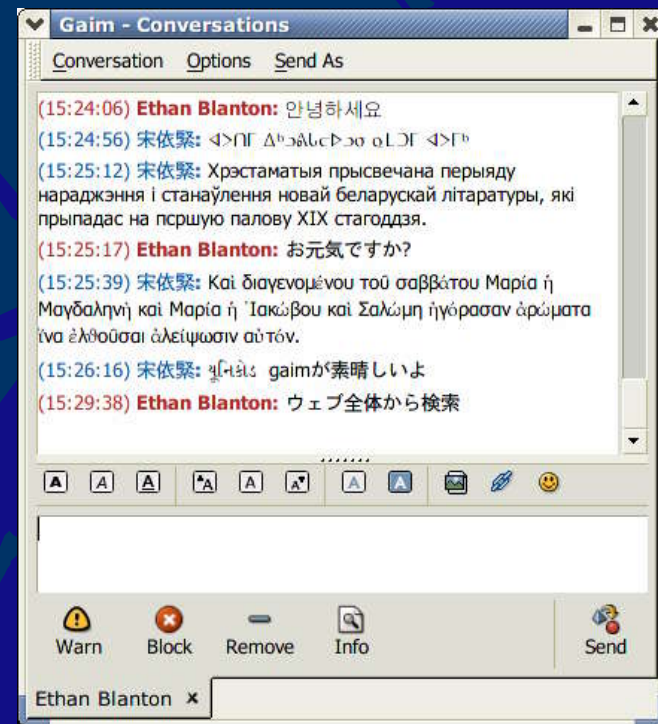 Gaim - Conversations
Conversation Options Send As
(15:24:06) Ethan Blanton: 안녕하세요
(15:24:56) 宋依緊: ᐊᐳᑎᒥ ᐃᒃᓄᕕᒐᓕᐅᓄᓂ ᓇᒪᑐᒥ ᐊᐳᒥᒃ
(15:25:12) 宋依緊: Хрэстаматыя прысвечана перыяду
нараджэння і станаўлення новай беларускай літаратуры, які
прыпадае на першую палову XIX стагоддзя.
(15:25:17) Ethan Blanton: お元気ですか?
(15:25:39) 宋依緊: Καὶ διαγενομένου τοῦ σαββάτου Μαρία ἡ
Μαγδαληνὴ καὶ Μαρία ἡ Ἰακώβου καὶ Σαλώμη ἠγόρασαν ἀρώματα
ἵνα ἐλθοῦσαι ἀλείψωσιν αὐτόν.
(15:26:16) 宋依緊: યૂનિકોડ gaimが素晴しいよ
(15:29:38) Ethan Blanton: ウェブ全体から検索
Warn Block Remove Info Send
Ethan Blanton